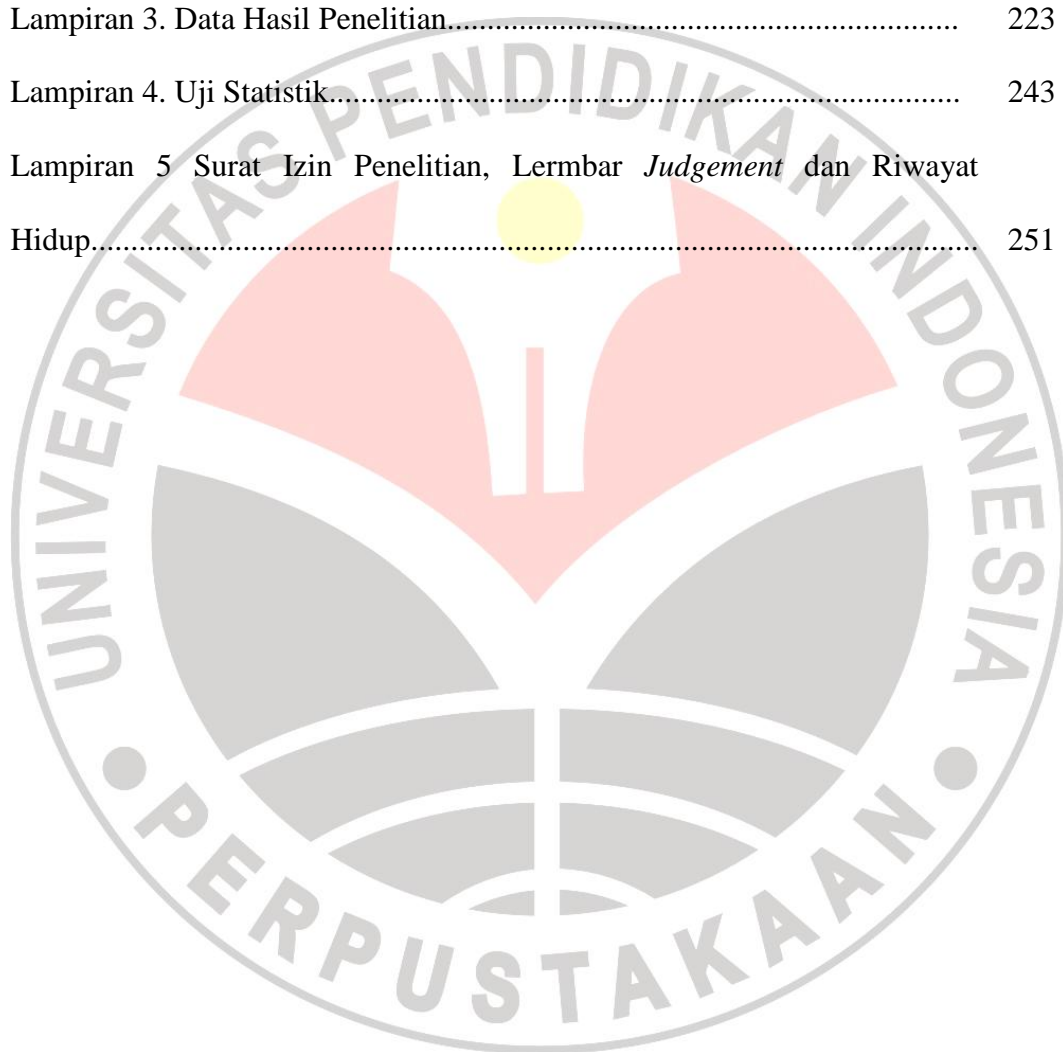 Lampiran 3. Data Hasil Penelitian................................................................. 223
Lampiran 4. Uji Statistik................................................................................ 243
Lampiran 5 Surat Izin Penelitian, Lermbar Judgement dan Riwayat
Hidup................................................................................................................ 251
UNIVERSITAS PENDIDIKAN INDONESIA
PERPUSTAKAAN